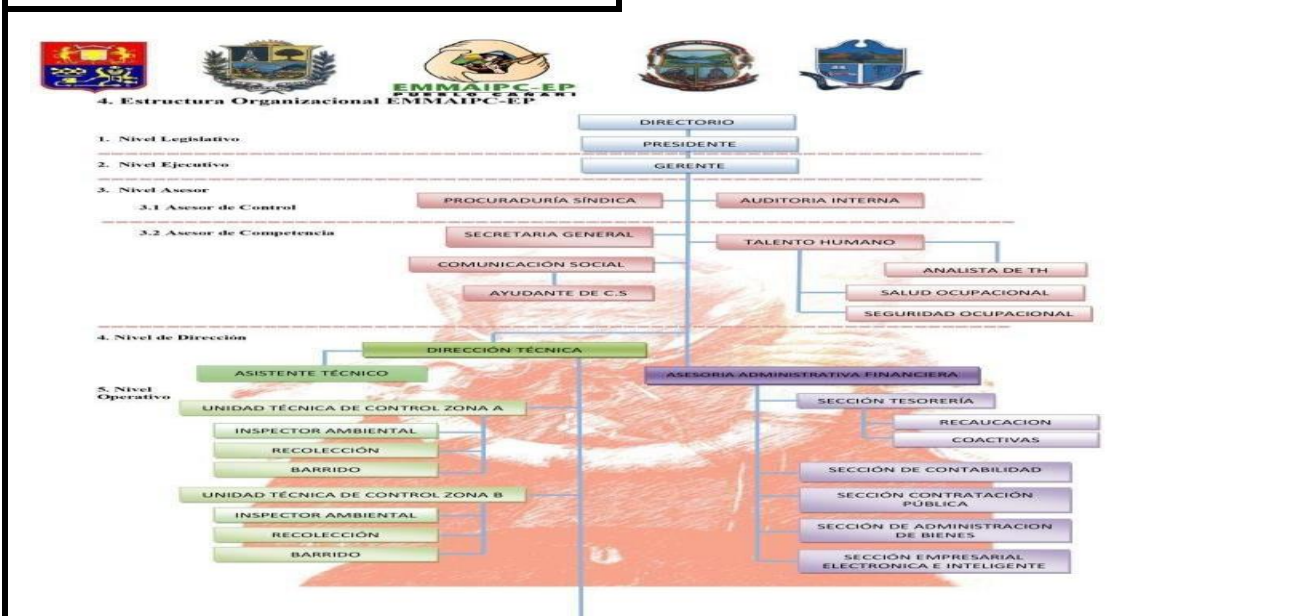 EMMAIPC-EP
PUEBLO CAÑARI
4. Estructura Organizacional EMMAIPC-EP
DIRECTORIO
1. Nivel Legislativo
PRESIDENTE
2. Nivel Ejecutivo
GERENTE
3. Nivel Asesor
3.1 Asesor de Control
PROCURADURÍA SÍNDICA
AUDITORIA INTERNA
3.2 Asesor de Competencia
SECRETARIA GENERAL
TALENTO HUMANO
COMUNICACIÓN SOCIAL
ANALISTA DE TH
AYUDANTE DE C.S
SALUD OCUPACIONAL
SEGURIDAD OCUPACIONAL
4. Nivel de Dirección
DIRECCIÓN TÉCNICA
ASISTENTE TÉCNICO
ASESORIA ADMINISTRATIVA FINANCIERA
5. Nivel
Operativo
UNIDAD TÉCNICA DE CONTROL ZONA A
INSPECTOR AMBIENTAL
RECOLECCIÓN
BARRIDO
UNIDAD TÉCNICA DE CONTROL ZONA B
INSPECTOR AMBIENTAL
RECOLECCIÓN
BARRIDO
SECCIÓN TESORERÍA
RECAUCACION
COACTIVAS
SECCIÓN DE CONTABILIDAD
SECCIÓN CONTRATACIÓN
PÚBLICA
SECCIÓN DE ADMINISTRACION
DE BIENES
SECCIÓN EMPRESARIAL
ELECTRONICA E INTELIGENTE